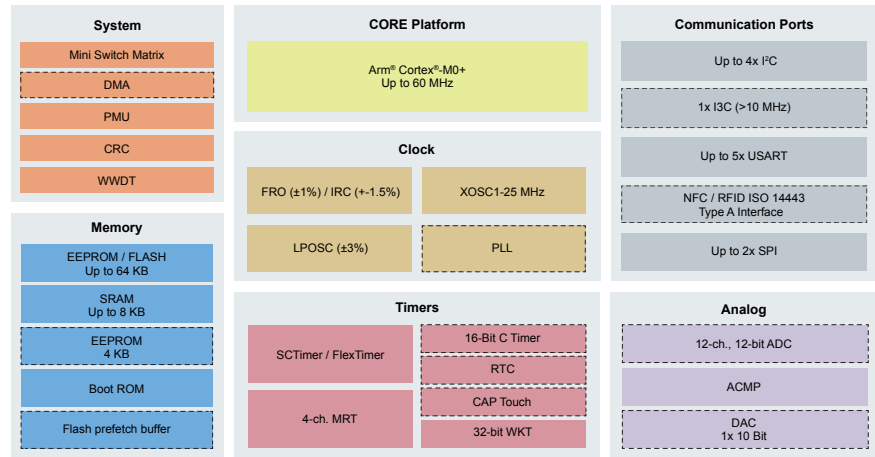 System
Mini Switch Matrix
DMA
PMU
CRC
WWDT
Memory
EEPROM / FLASH
Up to 64 KB
SRAM
Up to 8 KB
EEPROM
4 KB
Boot ROM
Flash prefetch buffer
CORE Platform
Arm® Cortex®-M0+
Up to 60 MHz
Clock
FRO (±1%) / IRC (+-1.5%)
XOSC1-25 MHz
LPOSC (±3%)
PLL
Timers
SCTimer / FlexTimer
4-ch. MRT
16-Bit C Timer
RTC
CAP Touch
32-bit WKT
Communication Ports
Up to 4x I²C
1x I3C (>10 MHz)
Up to 5x USART
NFC / RFID ISO 14443
Type A Interface
Up to 2x SPI
Analog
12-ch., 12-bit ADC
ACMP
DAC
1x 10 Bit